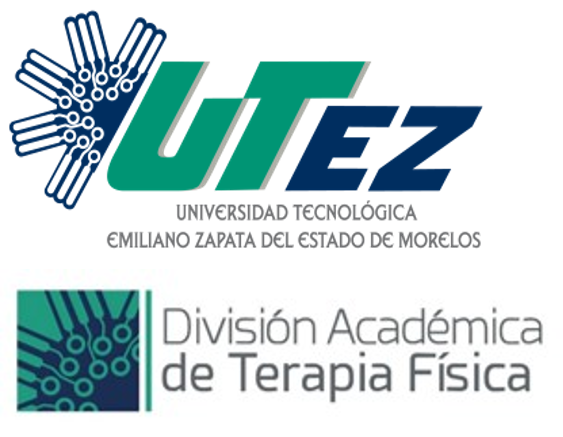 UTEZ
UNIVERSIDAD TECNOLÓGICA
EMILIANO ZAPATA DEL ESTADO DE MORELOS
División Académica
de Terapia Física